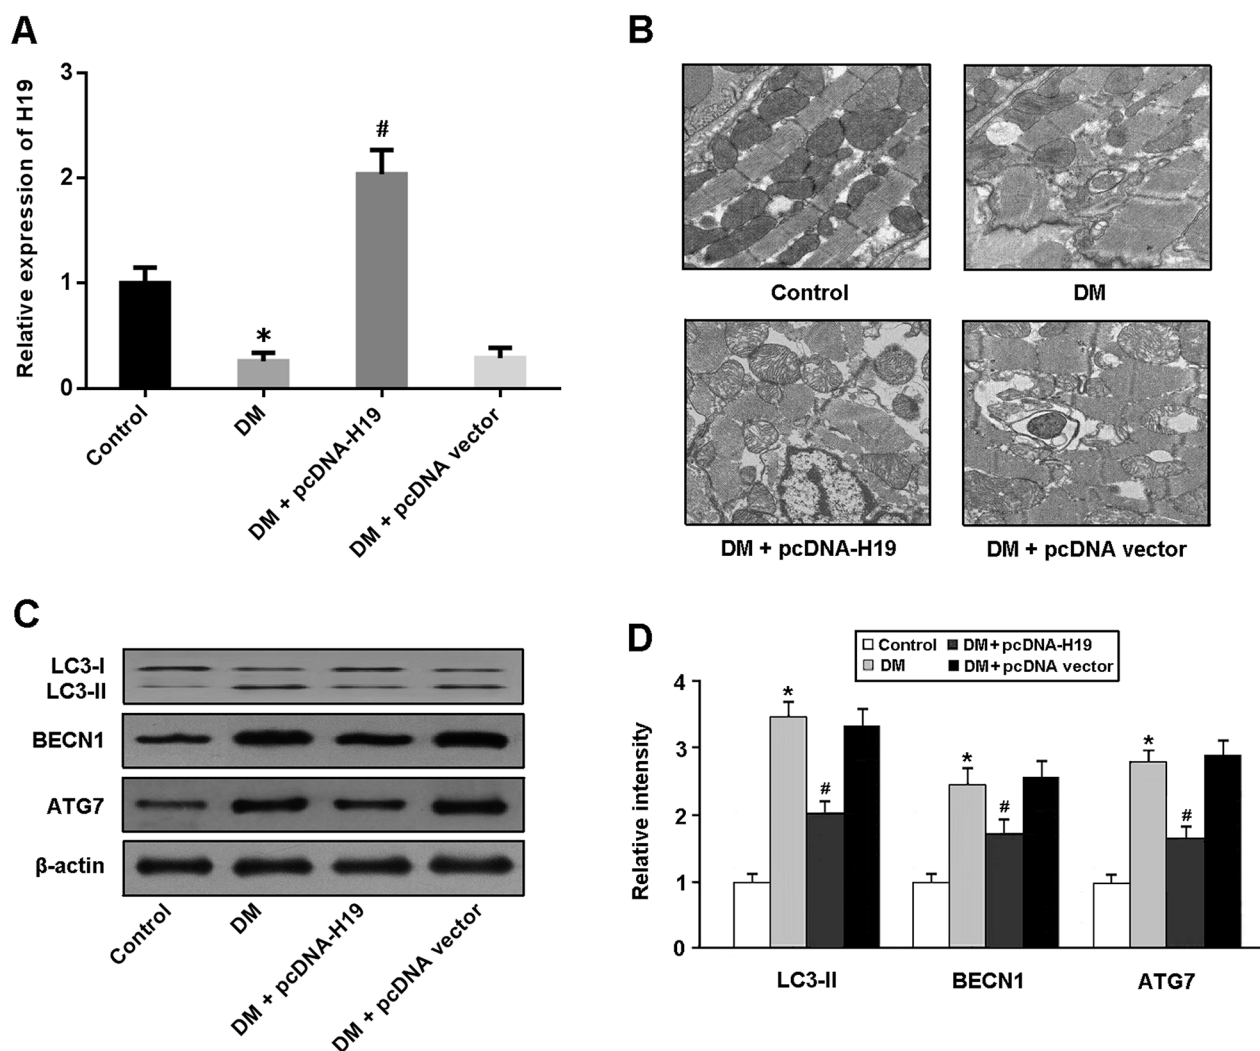 A
Relative expression of H19
3
2
1
0
*
#
Control
DM
DM + pcDNA-H19
DM + pcDNA vector
B
Control
DM
DM + pcDNA-H19
DM + pcDNA vector
C
LC3-I
LC3-II
BECN1
ATG7
β-actin
Control
DM
DM + pcDNA-H19
DM + pcDNA vector
D
Control
DM+pcDNA-H19
DM
DM+pcDNA vector
Relative intensity
4
3
2
1
0
*
#
*
#
*
#
LC3-II
BECN1
ATG7